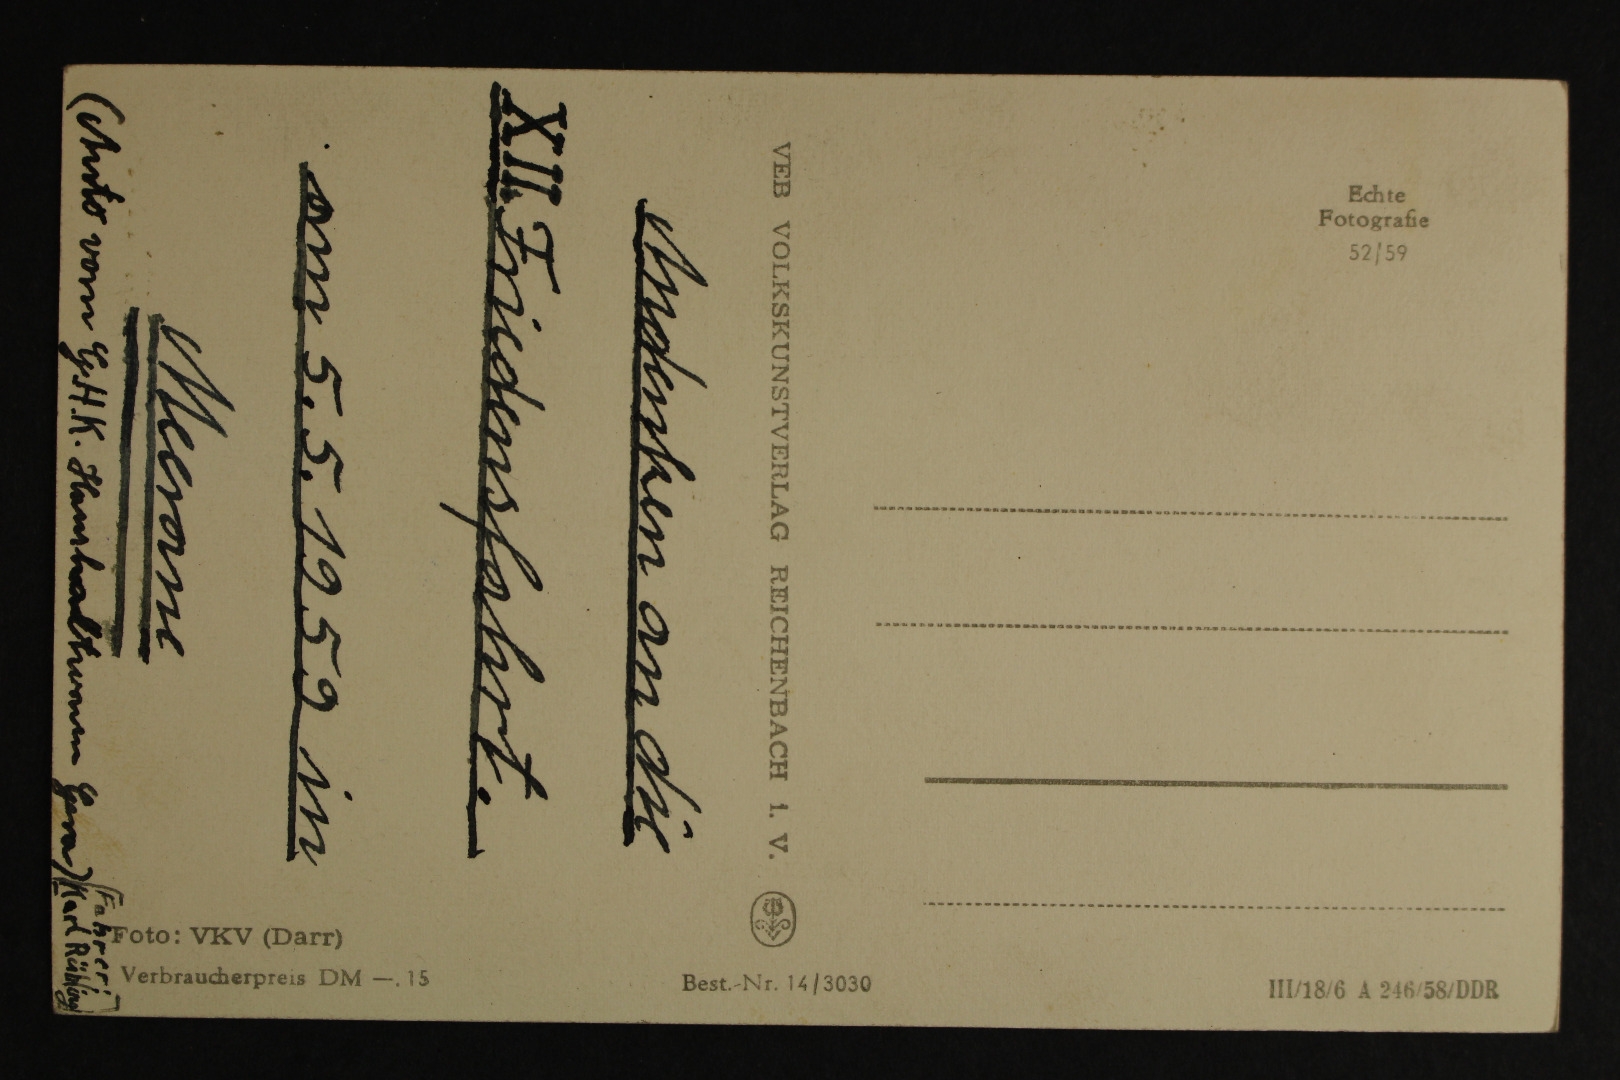 Andenken an die
XII. Friedensfahrt.
am 5.5.1959 in
Meerane
(Auto vom G.H.K. Haushaltwaren Gera)
(Fahrer:
Karl Rühling)
VEB VOLKSKUNSTVERLAG REICHENBACH i. V.
Echte
Fotografie
52/59
Foto: VKV (Darr)
Verbraucherpreis DM —.15
Best.-Nr. 14/3030
III/18/6 A 246/58/DDR